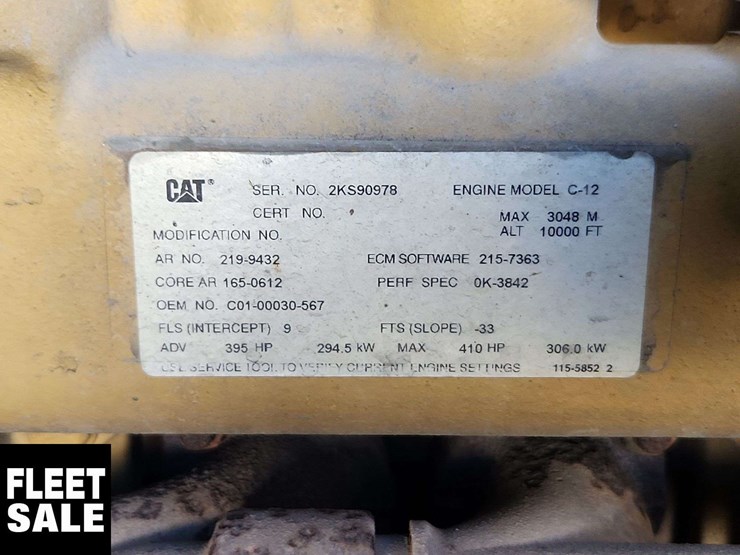 CAT® SER. NO. 2KS90978 ENGINE MODEL C-12
CERT NO. MAX 3048 M
MODIFICATION NO. ALT 10000 FT
AR NO. 219-9432 ECM SOFTWARE 215-7363
CORE AR 165-0612 PERF SPEC 0K-3842
OEM NO. C01-00030-567
FLS (INTERCEPT) 9 FTS (SLOPE) -33
ADV 395 HP 294.5 kW MAX 410 HP 306.0 kW
USE SERVICE TOOL TO VERIFY CURRENT ENGINE SETTINGS 115-5852 2
FLEET
SALE